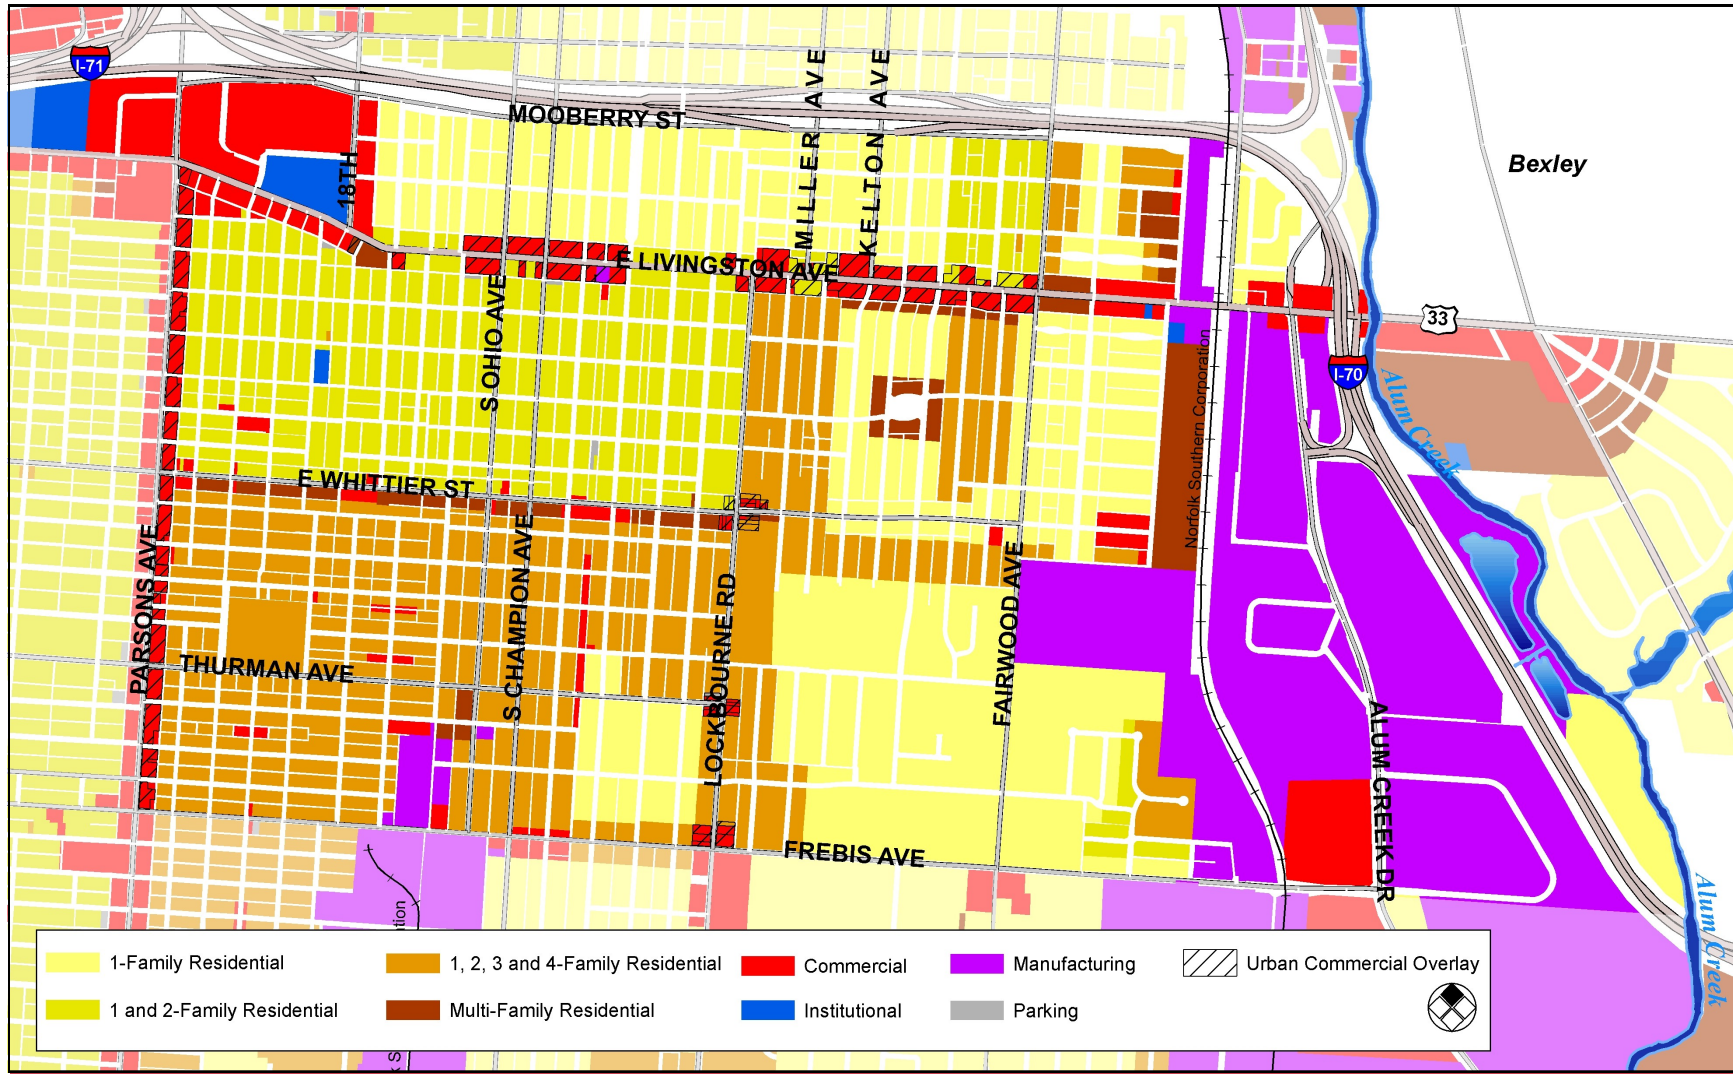 I-71
MOOBERRY ST
MILLER AVE
KELTON AVE
18TH
Bexley
E LIVINGSTON AVE
33
I-70
S OHIO AVE
Norfolk Southern Corporation
Alum Creek
E WHITTIER ST
PARSONS AVE
S CHAMPION AVE
LOCKBOURNE RD
FAIRWOOD AVE
THURMAN AVE
ALUM CREEK DR
FREBIS AVE
Alum Creek
1-Family Residential
1, 2, 3 and 4-Family Residential
Commercial
Manufacturing
Urban Commercial Overlay
1 and 2-Family Residential
Multi-Family Residential
Institutional
Parking